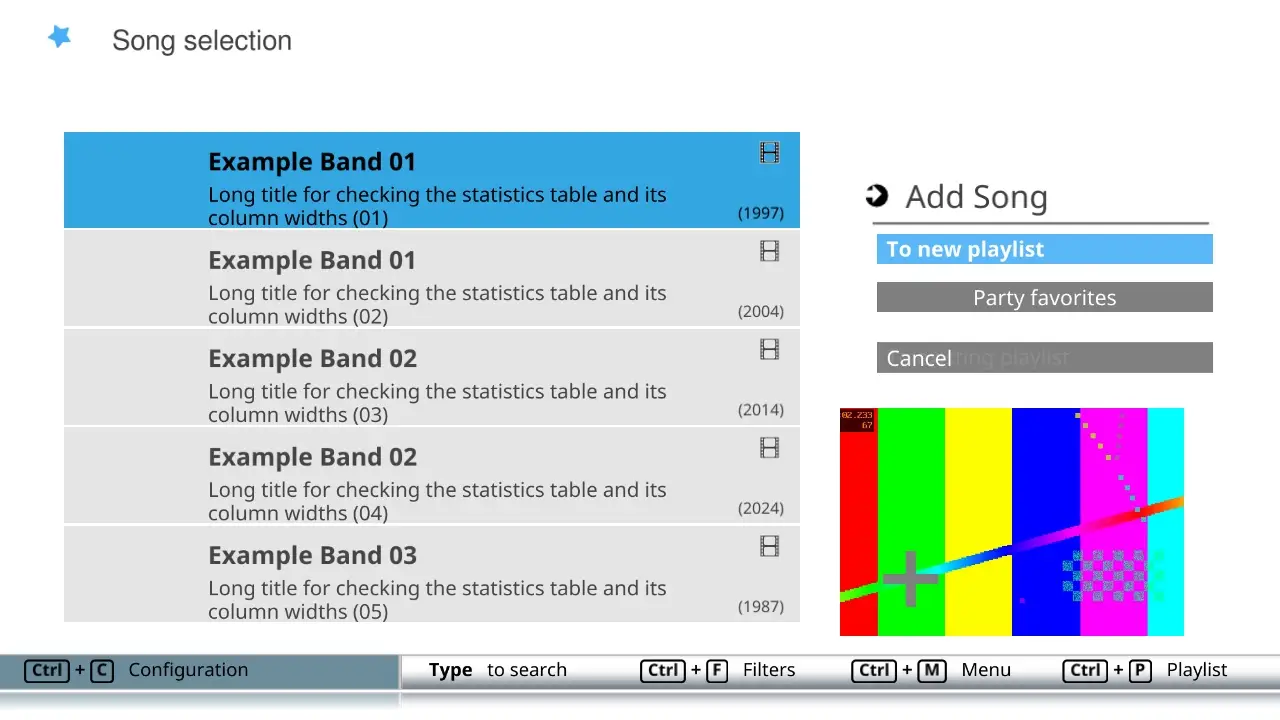 Song selection
Example Band 01
Long title for checking the statistics table and its
column widths (01)
(1997)
Example Band 01
Long title for checking the statistics table and its
column widths (02)
(2004)
Example Band 02
Long title for checking the statistics table and its
column widths (03)
(2014)
Example Band 02
Long title for checking the statistics table and its
column widths (04)
(2024)
Example Band 03
Long title for checking the statistics table and its
column widths (05)
(1987)
Add Song
To new playlist
Party favorites
Cancel
playlist
02.233
67
Ctrl + C Configuration
Type to search
Ctrl + F Filters
Ctrl + M Menu
Ctrl + P Playlist